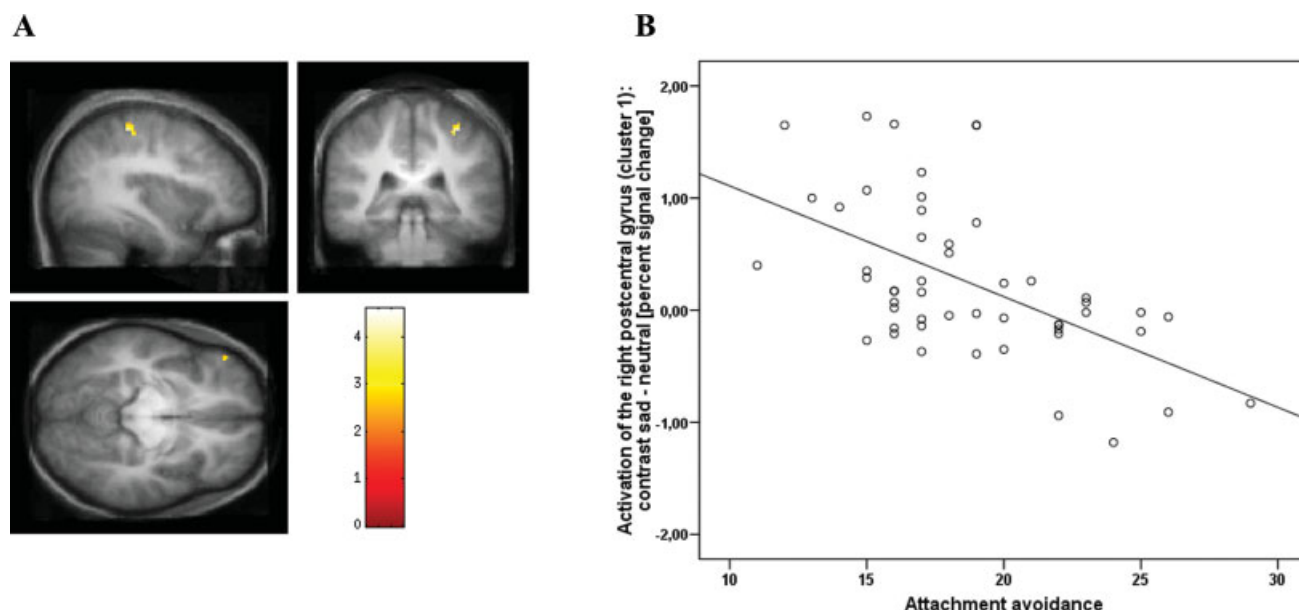 A
B
4
3
2
1
0
Activation of the right postcentral gyrus (cluster 1):
contrast sad - neutral [percent signal change]
2,00
1,00
0,00
-1,00
-2,00
10 15 20 25 30
Attachment avoidance